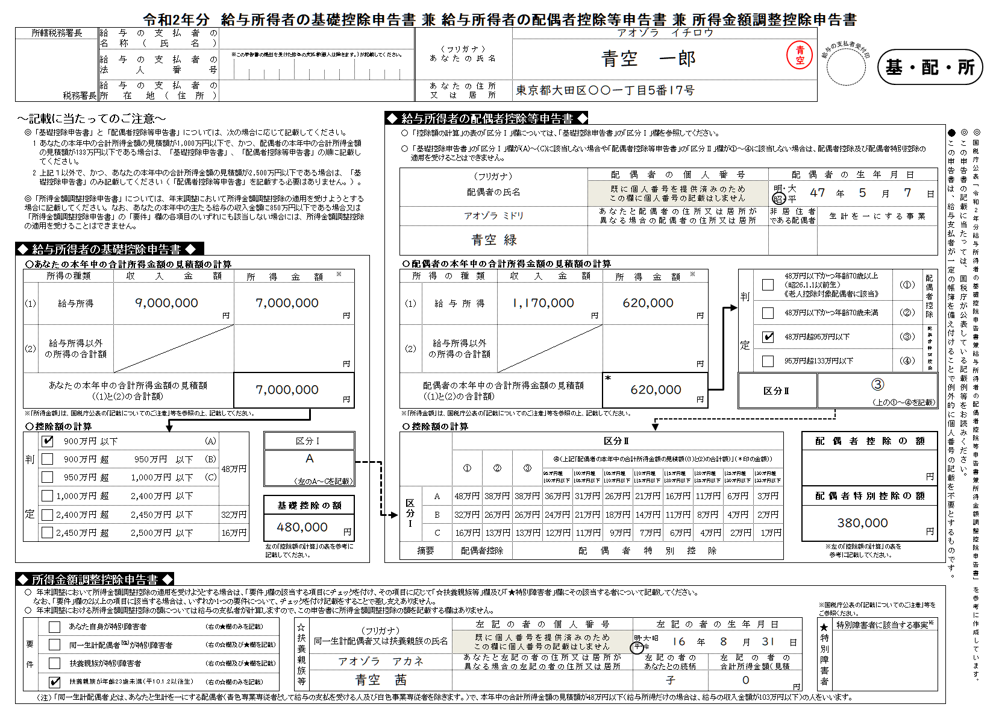 令和2年分 給与所得者の基礎控除申告書 兼 給与所得者の配偶者控除等申告書 兼 所得金額調整控除申告書
所轄税務署長
税務署長
給与の支払者の名称(氏名)
給与の支払者の法人番号
※この申告書の提出を受けた給与の支払者(個人は除きます。)が記載してください。
給与の支払者の所在地(住所)
(フリガナ)
あなたの氏名
アオゾラ イチロウ
青空 一郎
青空
あなたの住所又は居所
東京都大田区〇〇一丁目5番17号
給与の支払者受付印
基・配・所
~記載に当たってのご注意~
◎「基礎控除申告書」と「配偶者控除等申告書」については、次の場合に応じて記載してください。
1 あなたの本年中の合計所得金額の見積額が1,000万円以下で、かつ、配偶者の本年中の合計所得金額
の見積額が133万円以下である場合は、「基礎控除申告書」、「配偶者控除等申告書」の順に記載し
てください。
2 上記1以外で、かつ、あなたの本年中の合計所得金額の見積額が2,500万円以下である場合は、「基
礎控除申告書」のみ記載してください(「配偶者控除等申告書」を記載する必要はありません。)。
◎「所得金額調整控除申告書」については、年末調整において所得金額調整控除の適用を受けようとする
場合に記載してください。なお、あなたの本年中の主たる給与の収入金額に850万円以下である場合又は
「所得金額調整控除申告書」の「要件」欄の各項目のいずれにも該当しない場合には、所得金額調整控除
の適用を受けることはできません。
◆ 給与所得者の基礎控除申告書 ◆
〇あなたの本年中の合計所得金額の見積額の計算
所得の種類 収入金額 所得金額※
(1) 給与所得 9,000,000円 7,000,000円
(2) 給与所得以外の所得の合計額 円
あなたの本年中の合計所得金額の見積額
((1)と(2)の合計額) 7,000,000円
※「所得金額」は、国税庁公表の「記載についてのご注意」等を参照の上、記載してください。
〇控除額の計算
判定
✔ 900万円 以下 (A)
900万円 超 950万円 以下 (B)
950万円 超 1,000万円 以下 (C)
1,000万円 超 2,400万円 以下
48万円
2,400万円 超 2,450万円 以下 32万円
2,450万円 超 2,500万円 以下 16万円
区分Ⅰ
A
(左のA~Cを記載)
基礎控除の額
480,000円
左の「控除額の計算」の表を参考に
記載してください。
◆ 給与所得者の配偶者控除等申告書 ◆
〇 「控除額の計算」の表の「区分Ⅰ」欄については、「基礎控除申告書」の「区分Ⅰ」欄を参照してください。
〇 「基礎控除申告書」の「区分Ⅰ」欄が(A)~(C)に該当しない場合や「配偶者控除等申告書」の「区分Ⅱ」欄が①~④に該当しない場合は、配偶者控除及び配偶者特別控除の
適用を受けることはできません。
(フリガナ)
配偶者の氏名
アオゾラ ミドリ
青空 緑
配偶者の個人番号
既に個人番号を提供済みのため
この欄に個人番号の記載はしません
配偶者の生年月日
明・大
昭・平 47年 5月 7日
あなたと配偶者の住所又は居所が
異なる場合の配偶者の住所又は居所
非居住者
である配偶者
生計を一にする事業
〇配偶者の本年中の合計所得金額の見積額の計算
所得の種類 収入金額 所得金額※
(1) 給与所得 1,170,000円 620,000円
(2) 給与所得以外の所得の合計額 円
配偶者の本年中の合計所得金額の見積額
((1)と(2)の合計額) * 620,000円
※「所得金額」は、国税庁公表の「記載についてのご注意」等を参照の上、記載してください。
判定
48万円以下かつ年齢70歳以上
(昭26.1.1以前生)
《老人控除対象配偶者に該当》 (①)
48万円以下かつ年齢70歳未満 (②)
✔ 48万円超95万円以下 (③)
95万円超133万円以下 (④)
配偶者控除
配偶者特別控除
区分Ⅱ ③
(上の①~④を記載)
〇控除額の計算
区分Ⅱ
① ② ③ ④(上記「配偶者の本年中の合計所得金額の見積額((1)と(2)の合計額)」(*印の金額))
95万円超100万円以下 100万円超105万円以下 105万円超110万円以下 110万円超115万円以下 115万円超120万円以下 120万円超125万円以下 125万円超130万円以下 130万円超133万円以下
区分Ⅰ
A 48万円 38万円 38万円 36万円 31万円 26万円 21万円 16万円 11万円 6万円 3万円
B 32万円 26万円 26万円 24万円 21万円 18万円 14万円 11万円 8万円 4万円 2万円
C 16万円 13万円 13万円 12万円 11万円 9万円 7万円 6万円 4万円 2万円 1万円
摘要 配偶者控除 配偶者特別控除
配偶者控除の額
円
配偶者特別控除の額
380,000円
※左の「控除額の計算」の表を
参考に記載してください。
◆ 所得金額調整控除申告書 ◆
〇 年末調整において所得金額調整控除の適用を受けようとする場合は、「要件」欄の該当する項目にチェックを付け、その項目に応じて「☆扶養親族等」欄及び「★特別障害者」欄にその該当する者について記載してください。
なお、「要件」欄の2以上の項目に該当する場合は、いずれか1つの要件について、チェックを付け記載をすることで差し支えありません。
〇 年末調整における所得金額調整控除の額については給与の支払者が計算しますので、この申告書に所得金額調整控除の額を記載する欄はありません。
要件
あなた自身が特別障害者 (右の★欄のみを記載)
同一生計配偶者(注)が特別障害者 (右の☆欄及び★欄を記載)
扶養親族が特別障害者 (右の☆欄及び★欄を記載)
✔ 扶養親族が年齢23歳未満(平10.1.2以後生) (右の☆欄のみを記載)
☆扶養親族等
(フリガナ)
同一生計配偶者又は扶養親族の氏名
アオゾラ アカネ
青空 茜
左記の者の個人番号
既に個人番号を提供済みのため
この欄に個人番号の記載はしません
左記の者の生年月日
明・大・昭
平・令 16年 8月 31日
あなたと左記の者の住所又は居所が
異なる場合の左記の者の住所又は居所
左記の者の
あなたとの続柄
子
左記の者の
合計所得金額(見積
0円
※国税庁公表の「記載についてのご注意」等を
ご参照ください。
★特別障害者
特別障害者に該当する事実※
(注)「同一生計配偶者」とは、あなたと生計を一にする配偶者(青色専業専従者として給与の支払を受ける人及び白色事業専従者を除きます。)で、本年中の合計所得金額の見積額が48万円以下(給与所得だけの場合は、給与の収入金額が103万円以下)の人をいいます。
◎国税庁公表「令和2年分給与所得者の基礎控除申告書兼給与所得者の配偶者控除等申告書兼所得金額調整控除申告書」を参考に作成しています。
◎この申告書の記載に当たっては、国税庁が公表している記載例等をお読みください。
●この申告書は、給与支払者が一定の帳簿を備え付けることで例外的に個人番号の記載を不要とするものです。